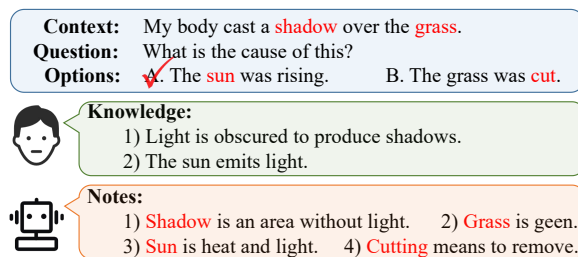 Context: My body cast a shadow over the grass.
Question: What is the cause of this?
Options: A. The sun was rising. B. The grass was cut.
Knowledge:
1) Light is obscured to produce shadows.
2) The sun emits light.
Notes:
1) Shadow is an area without light. 2) Grass is geen.
3) Sun is heat and light. 4) Cutting means to remove.